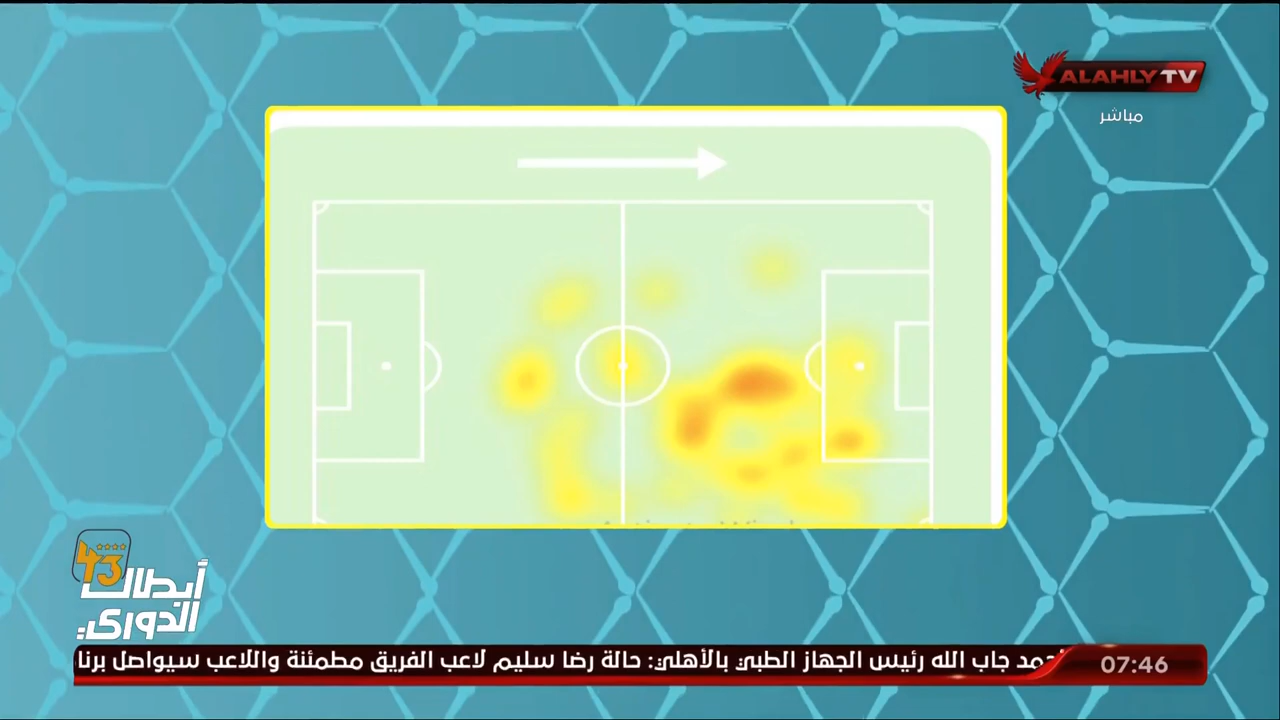 ALAHLY TV
مباشر
43
أبطال
الدوري
جاب الله رئيس الجهاز الطبي بالأهلي: حالة رضا سليم لاعب الفريق مطمئنة واللاعب سيواصل برنا
07:46